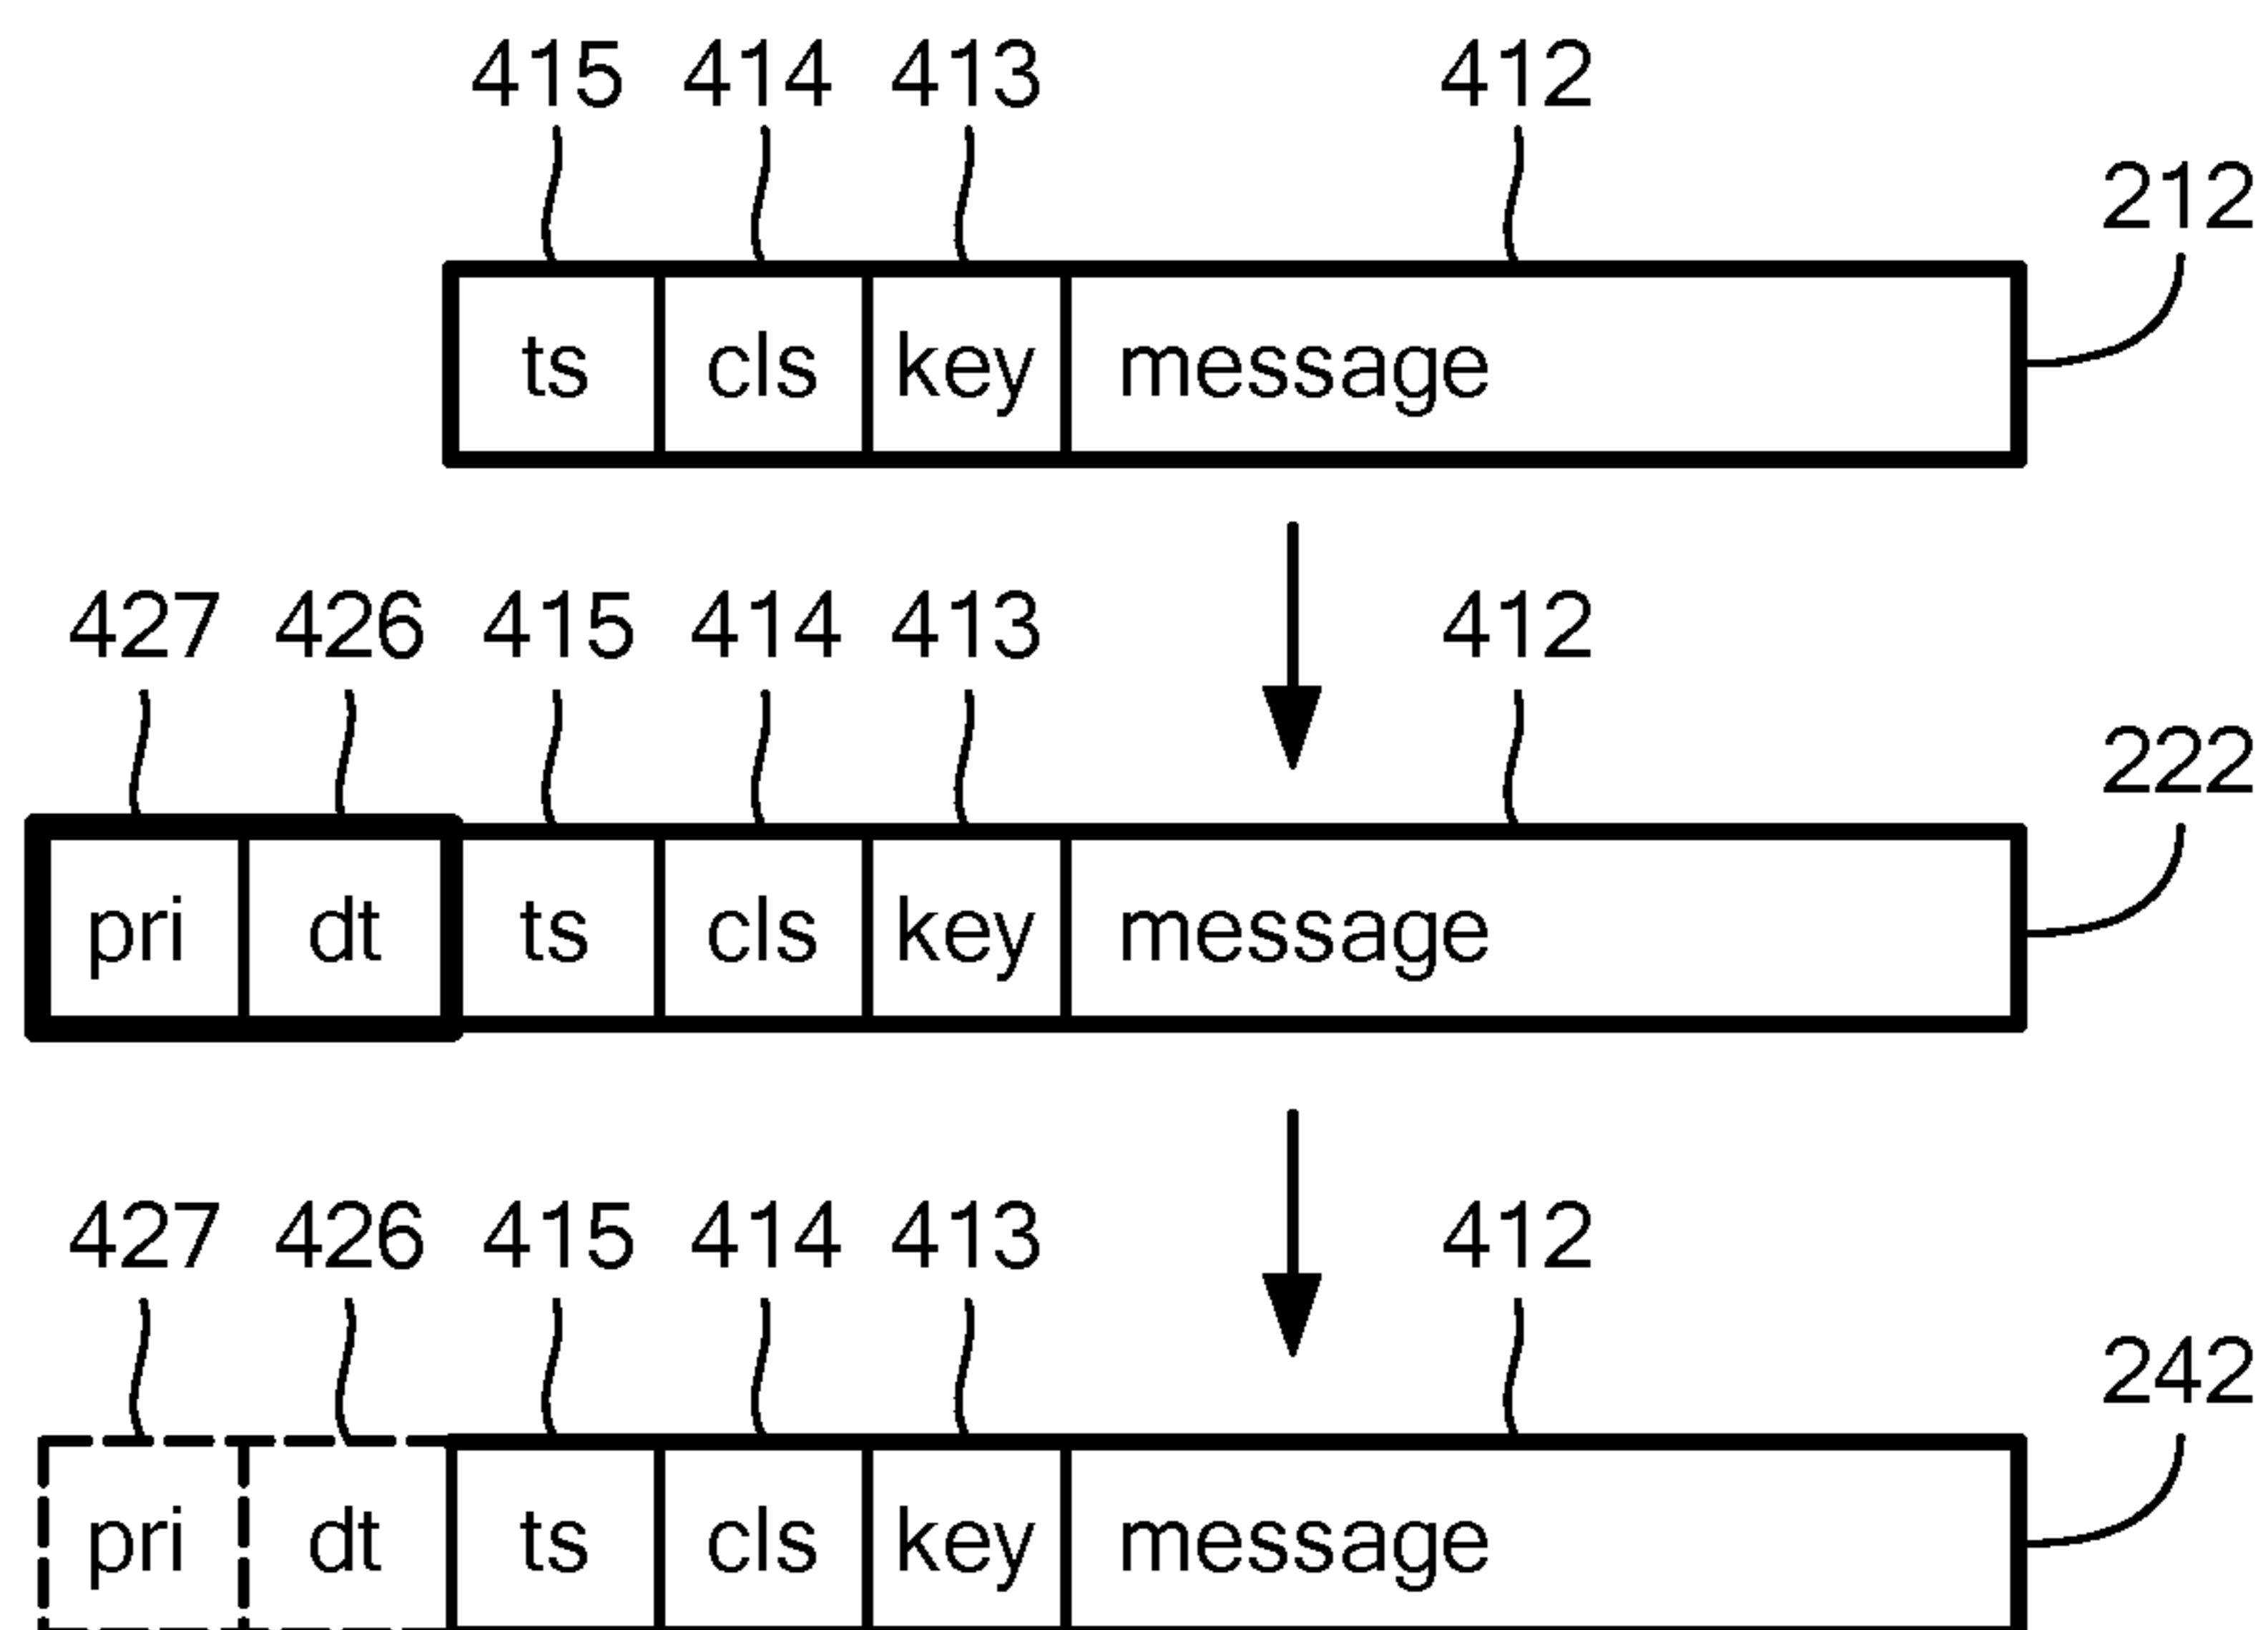 415 414 413 412
212
ts cls key message
427 426 415 414 413 412
222
pri dt ts cls key message
427 426 415 414 413 412
242
pri dt ts cls key message